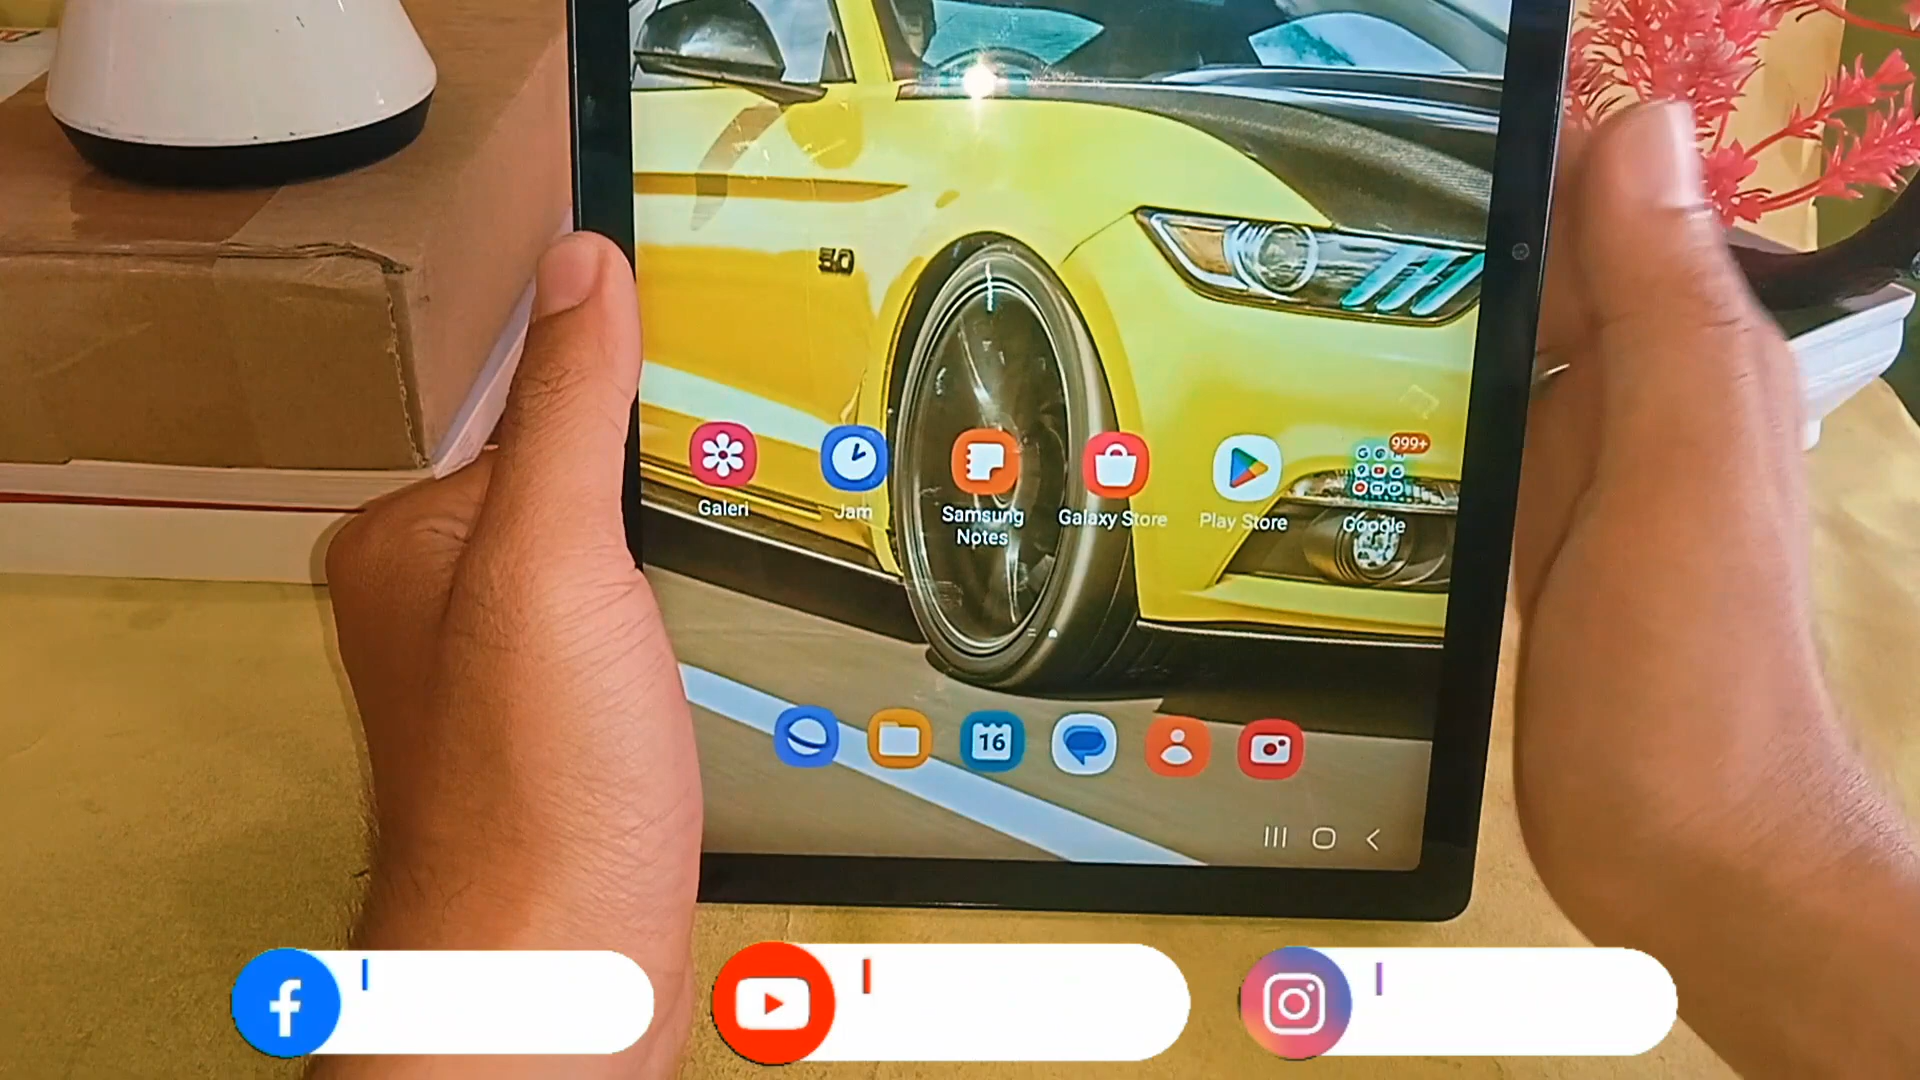 5.0
999+
Galeri
Jam
Samsung
Notes
Galaxy Store
Play Store
Google
16